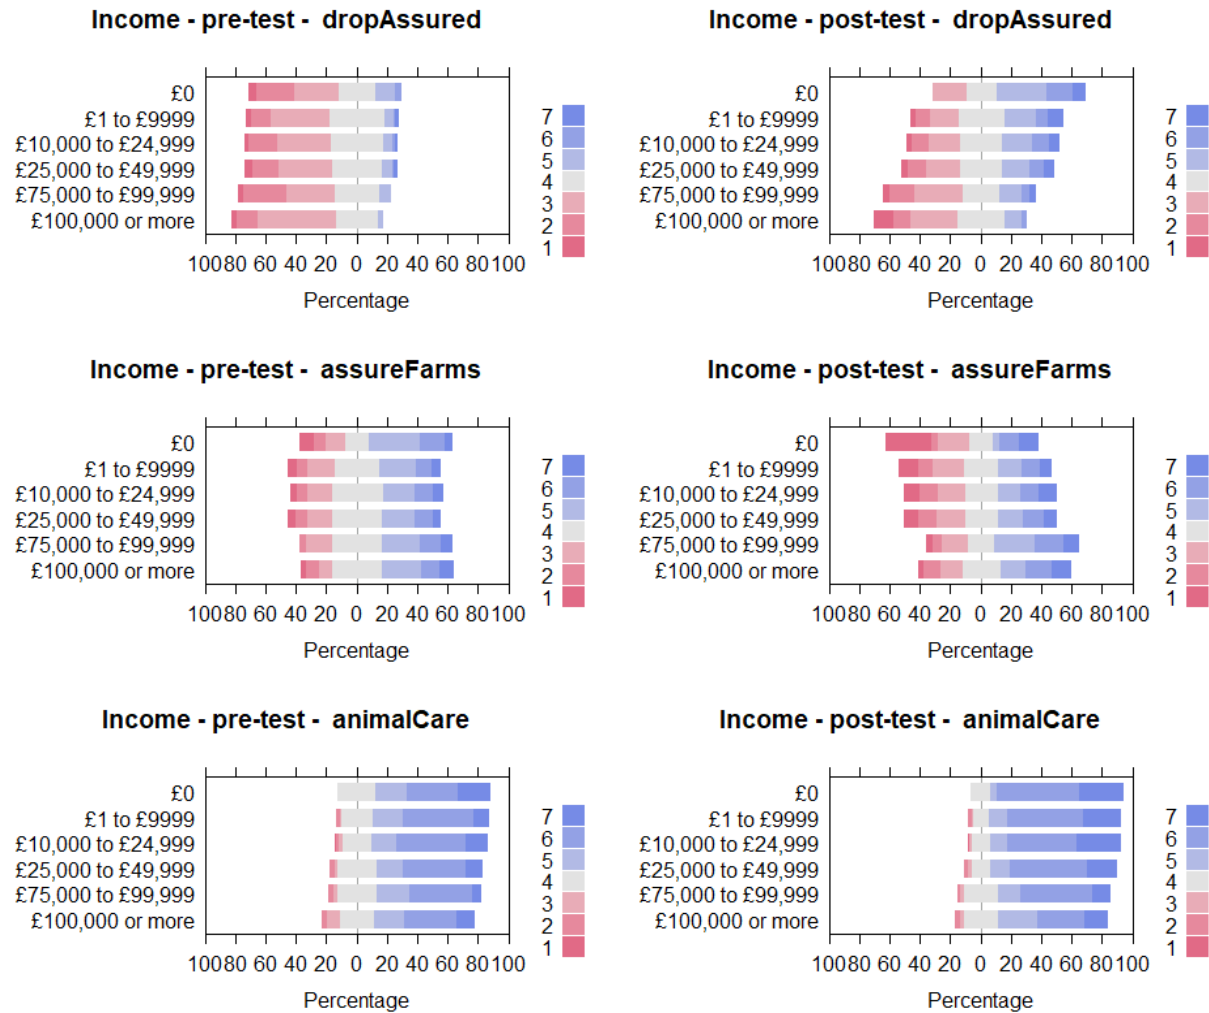 Income - pre-test -  dropAssured
£0
£1 to £9999
£10,000 to £24,999
£25,000 to £49,999
£75,000 to £99,999
£100,000 or more
100 80 60 40 20 0 20 40 60 80 100
Percentage
7
6
5
4
3
2
1
Income - post-test -  dropAssured
£0
£1 to £9999
£10,000 to £24,999
£25,000 to £49,999
£75,000 to £99,999
£100,000 or more
100 80 60 40 20 0 20 40 60 80 100
Percentage
7
6
5
4
3
2
1
Income - pre-test -  assureFarms
£0
£1 to £9999
£10,000 to £24,999
£25,000 to £49,999
£75,000 to £99,999
£100,000 or more
100 80 60 40 20 0 20 40 60 80 100
Percentage
7
6
5
4
3
2
1
Income - post-test -  assureFarms
£0
£1 to £9999
£10,000 to £24,999
£25,000 to £49,999
£75,000 to £99,999
£100,000 or more
100 80 60 40 20 0 20 40 60 80 100
Percentage
7
6
5
4
3
2
1
Income - pre-test -  animalCare
£0
£1 to £9999
£10,000 to £24,999
£25,000 to £49,999
£75,000 to £99,999
£100,000 or more
100 80 60 40 20 0 20 40 60 80 100
Percentage
7
6
5
4
3
2
1
Income - post-test -  animalCare
£0
£1 to £9999
£10,000 to £24,999
£25,000 to £49,999
£75,000 to £99,999
£100,000 or more
100 80 60 40 20 0 20 40 60 80 100
Percentage
7
6
5
4
3
2
1